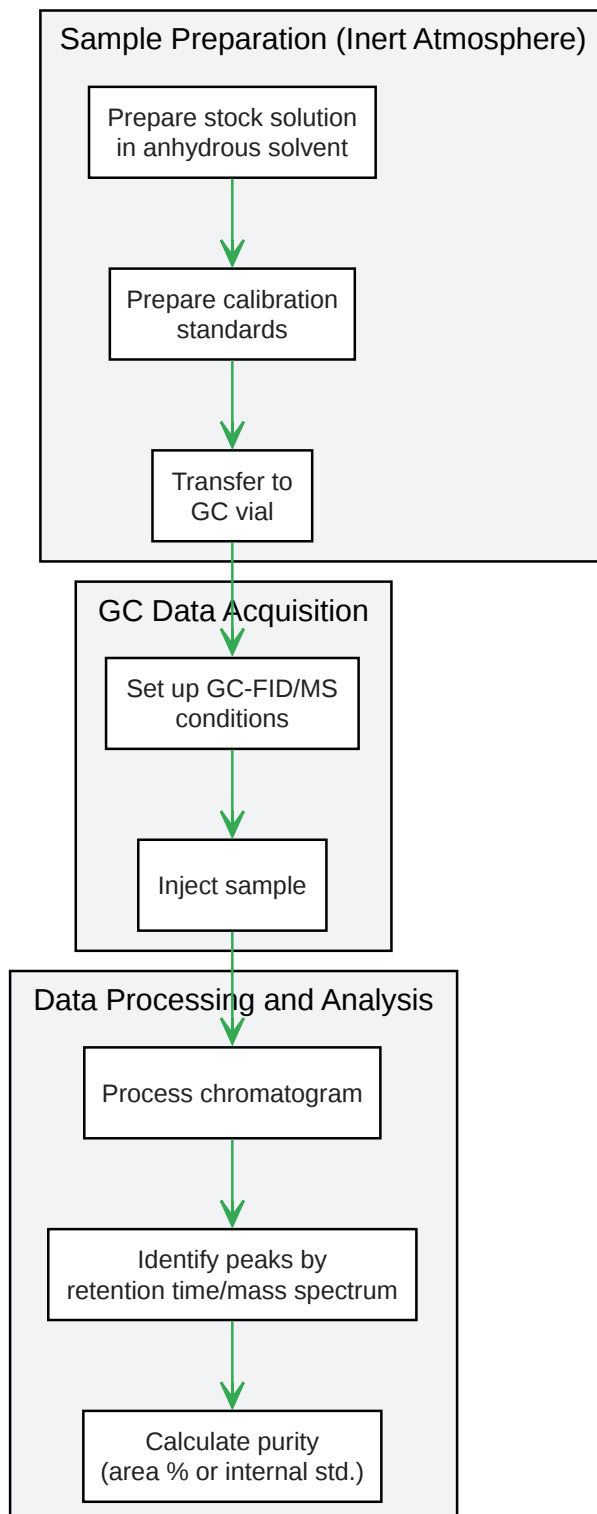 Sample Preparation (Inert Atmosphere)
Prepare stock solution
in anhydrous solvent
Prepare calibration
standards
Transfer to
GC vial
GC Data Acquisition
Set up GC-FID/MS
conditions
Inject sample
Data Processing and Analysis
Process chromatogram
Identify peaks by
retention time/mass spectrum
Calculate purity
(area % or internal std.)